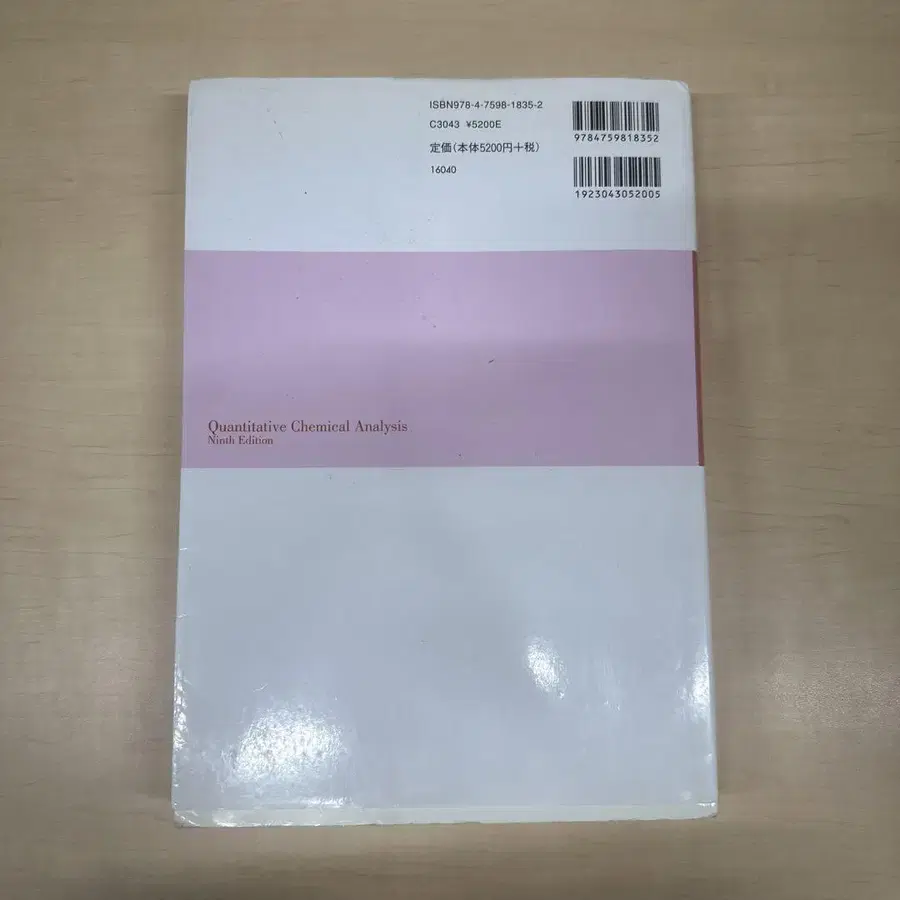 ISBN978-4-7598-1835-2
C3043 ¥5200E
定価(本体5200円+税)
16040
9784759818352
1923043052005
Quantitative Chemical Analysis
Ninth Edition